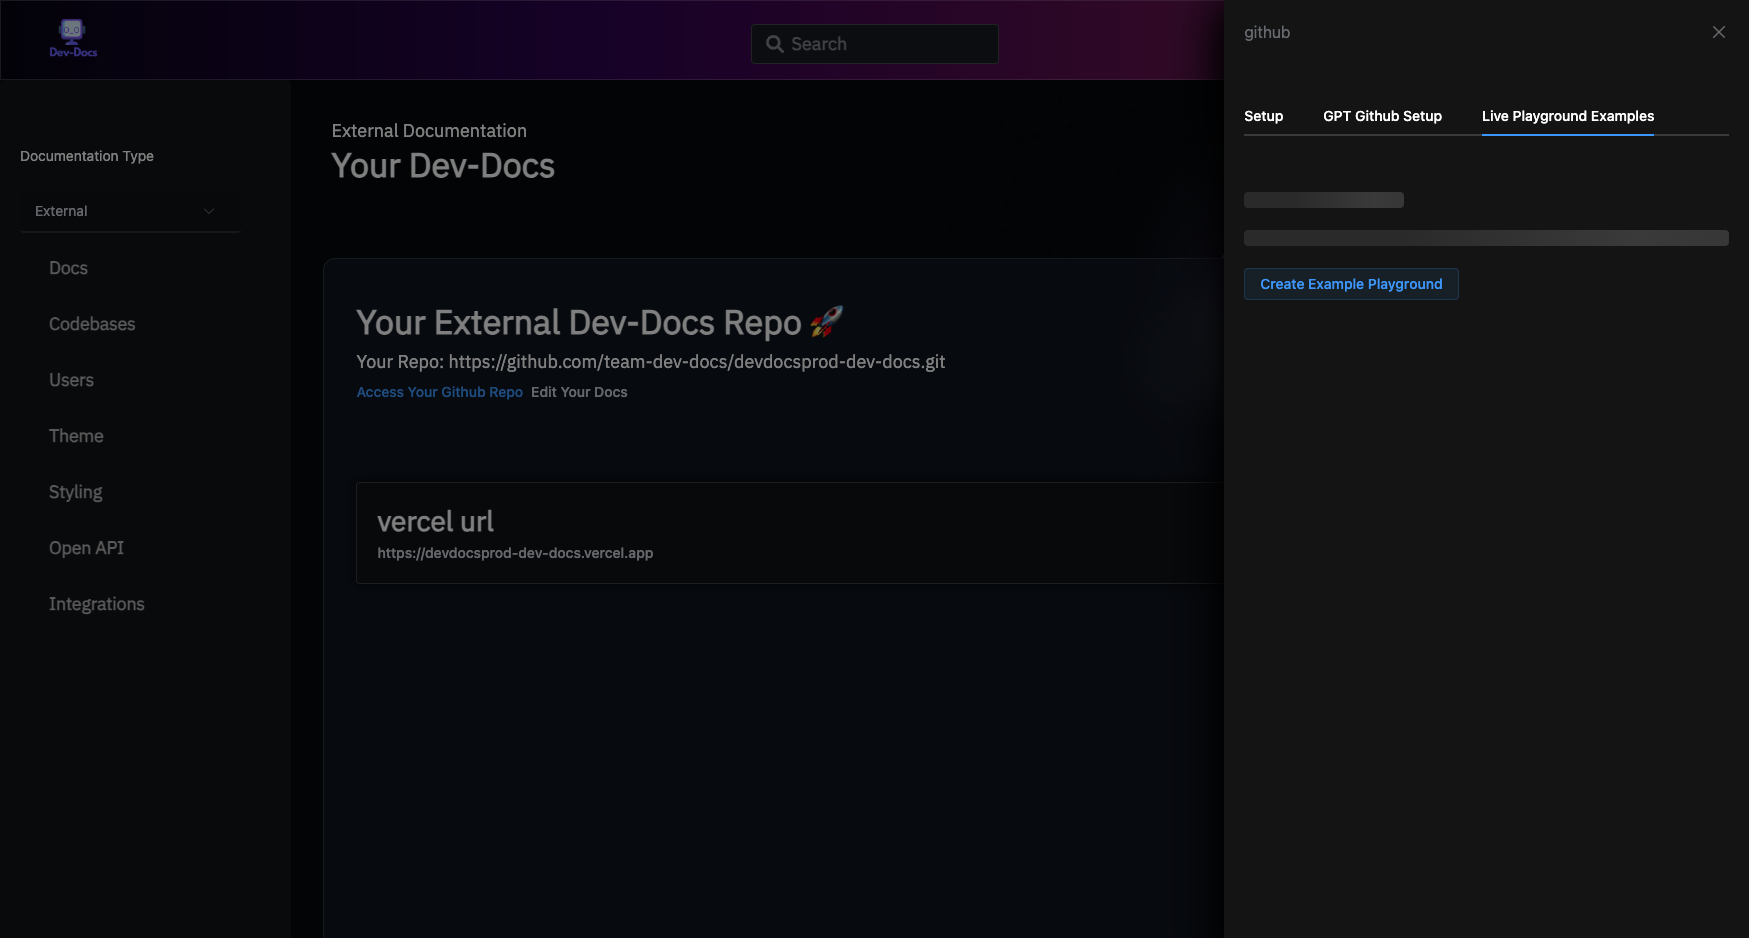 Dev-Docs
Search
Documentation Type
External
Docs
Codebases
Users
Theme
Styling
Open API
Integrations
External Documentation
Your Dev-Docs
Your External Dev-Docs Repo 🚀
Your Repo: https://github.com/team-dev-docs/devdocsprod-dev-docs.git
Access Your Github Repo Edit Your Docs
vercel url
https://devdocsprod-dev-docs.vercel.app
github
Setup GPT Github Setup Live Playground Examples
Create Example Playground